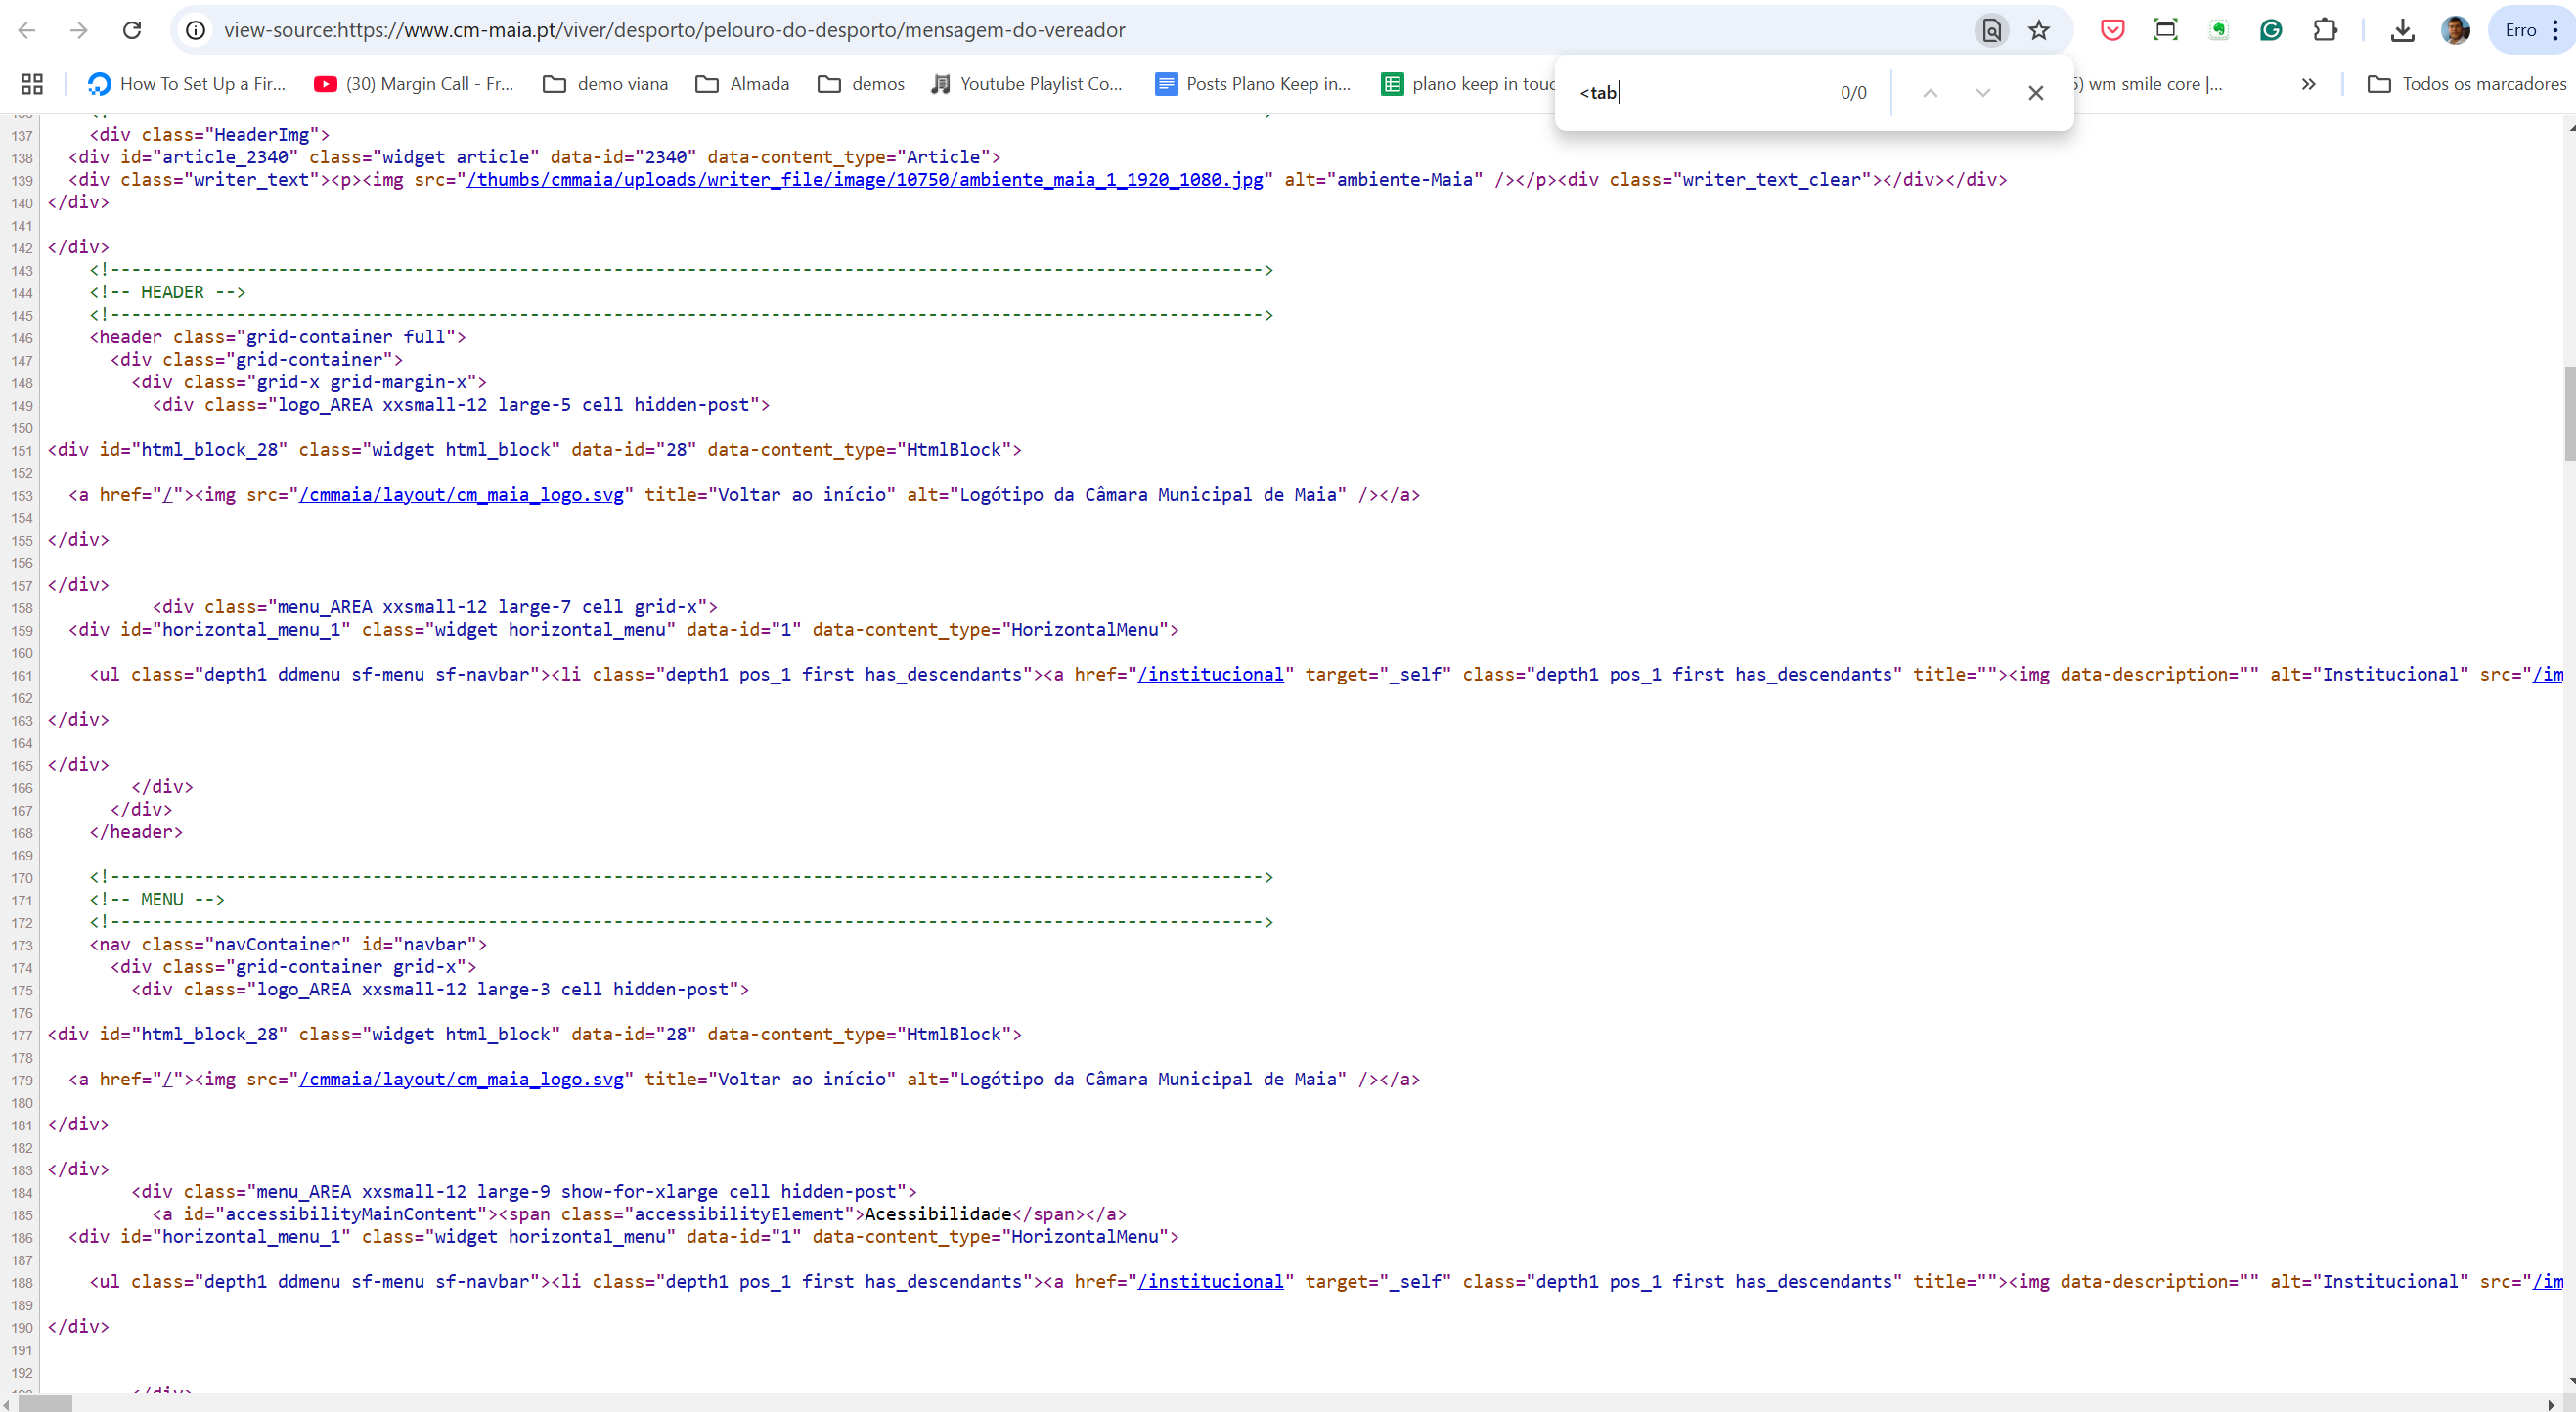 view-source:https://www.cm-maia.pt/viver/desporto/pelouro-do-desporto/mensagem-do-vereador
Erro
How To Set Up a Fir...
(30) Margin Call - Fr...
demo viana
Almada
demos
Youtube Playlist Co...
Posts Plano Keep in...
plano keep in touc
) wm smile core |...
Todos os marcadores
<tab
0/0
137 <div class="HeaderImg">
138 <div id="article_2340" class="widget article" data-id="2340" data-content_type="Article">
139 <div class="writer_text"><p><img src="/thumbs/cmmaia/uploads/writer_file/image/10750/ambiente_maia_1_1920_1080.jpg" alt="ambiente-Maia" /></p><div class="writer_text_clear"></div></div>
140 </div>
141
142 </div>
143 <!-------------------------------------------------------------------------------------------------------------->
144 <!-- HEADER -->
145 <!-------------------------------------------------------------------------------------------------------------->
146 <header class="grid-container full">
147 <div class="grid-container">
148 <div class="grid-x grid-margin-x">
149 <div class="logo_AREA xxsmall-12 large-5 cell hidden-post">
150
151 <div id="html_block_28" class="widget html_block" data-id="28" data-content_type="HtmlBlock">
152
153 <a href="/"><img src="/cmmaia/layout/cm_maia_logo.svg" title="Voltar ao início" alt="Logótipo da Câmara Municipal de Maia" /></a>
154
155 </div>
156
157 </div>
158 <div class="menu_AREA xxsmall-12 large-7 cell grid-x">
159 <div id="horizontal_menu_1" class="widget horizontal_menu" data-id="1" data-content_type="HorizontalMenu">
160
161 <ul class="depth1 ddmenu sf-menu sf-navbar"><li class="depth1 pos_1 first has_descendants"><a href="/institucional" target="_self" class="depth1 pos_1 first has_descendants" title=""><img data-description="" alt="Institucional" src="/im
162
163 </div>
164
165 </div>
166 </div>
167 </div>
168 </header>
169
170 <!-------------------------------------------------------------------------------------------------------------->
171 <!-- MENU -->
172 <!-------------------------------------------------------------------------------------------------------------->
173 <nav class="navContainer" id="navbar">
174 <div class="grid-container grid-x">
175 <div class="logo_AREA xxsmall-12 large-3 cell hidden-post">
176
177 <div id="html_block_28" class="widget html_block" data-id="28" data-content_type="HtmlBlock">
178
179 <a href="/"><img src="/cmmaia/layout/cm_maia_logo.svg" title="Voltar ao início" alt="Logótipo da Câmara Municipal de Maia" /></a>
180
181 </div>
182
183 </div>
184 <div class="menu_AREA xxsmall-12 large-9 show-for-xlarge cell hidden-post">
185 <a id="accessibilityMainContent"><span class="accessibilityElement">Acessibilidade</span></a>
186 <div id="horizontal_menu_1" class="widget horizontal_menu" data-id="1" data-content_type="HorizontalMenu">
187
188 <ul class="depth1 ddmenu sf-menu sf-navbar"><li class="depth1 pos_1 first has_descendants"><a href="/institucional" target="_self" class="depth1 pos_1 first has_descendants" title=""><img data-description="" alt="Institucional" src="/im
189
190 </div>
191
192